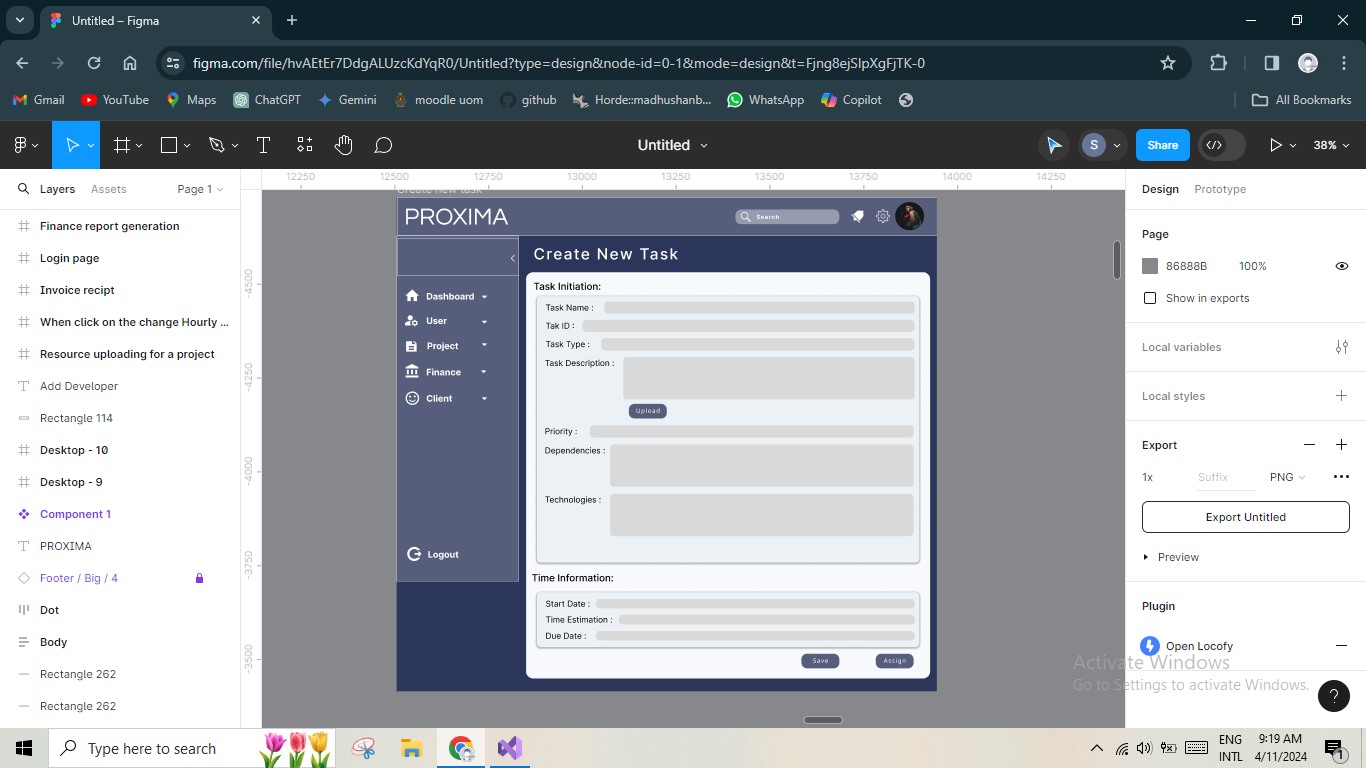 Untitled – Figma
figma.com/file/hvAEtEr7DdgALUzcKdYqR0/Untitled?type=design&node-id=0-1&mode=design&t=Fjng8ejSlpXgFjTK-0
Gmail YouTube Maps ChatGPT Gemini moodle uom github Horde::madhushanb... WhatsApp Copilot All Bookmarks
Untitled S Share 38%
Layers Assets Page 1
12250 12500 12750 13000 13250 13500 13750 14000 14250
-4500
-4250
-4000
-3750
-3500
Finance report generation
Login page
Invoice recipt
When click on the change Hourly ...
Resource uploading for a project
Add Developer
Rectangle 114
Desktop - 10
Desktop - 9
Component 1
PROXIMA
Footer / Big / 4
Dot
Body
Rectangle 262
Rectangle 262
Create new task
PROXIMA Search
Dashboard
User
Project
Finance
Client
Logout
Create New Task
Task Initiation:
Task Name :
Tak ID :
Task Type :
Task Description :
Upload
Priority :
Dependencies :
Technologies :
Time Information:
Start Date :
Time Estimation :
Due Date :
Save Assign
Design Prototype
Page
86888B 100%
Show in exports
Local variables
Local styles
Export
1x Suffix PNG
Export Untitled
Preview
Plugin
Open Locofy
Activate Windows
Go to Settings to activate Windows.
?
Type here to search
ENG
INTL
9:19 AM
4/11/2024
1